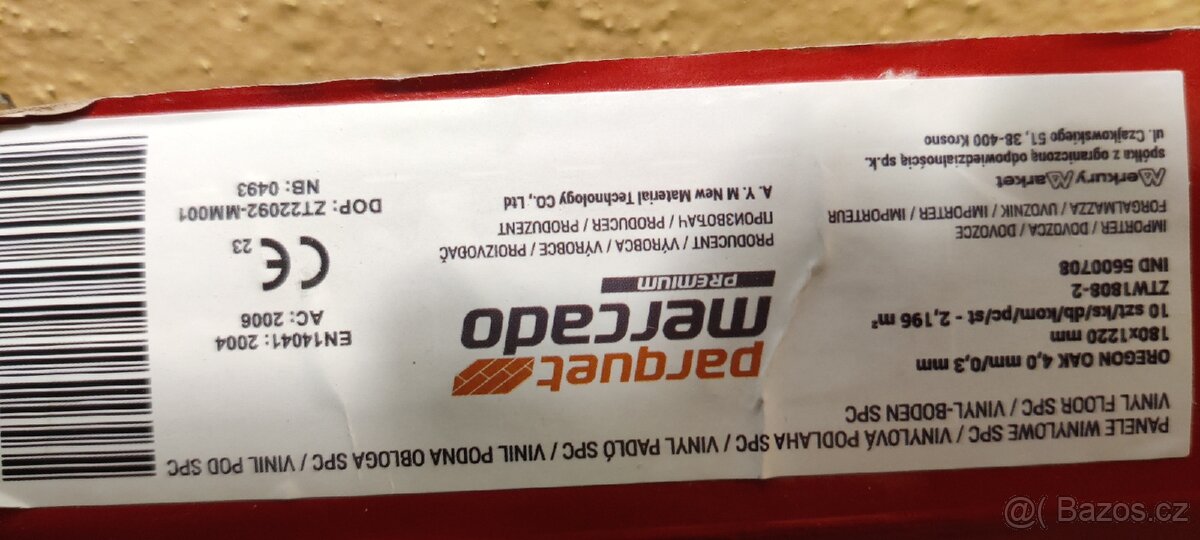 PANELE WINYLOWE SPC / VINYLOVÁ PODLAHA SPC / VINYL PADLÓ SPC / VINIL PODNA OBLOGA SPC / VINIL POD SPC
VINYL FLOOR SPC / VINYL-BODEN SPC
OREGON OAK 4,0 mm/0,3 mm
180x1220 mm
10 szt/ks/db/kom/pc/st - 2,196 m²
ZTW1808-2
IND 5600708
IMPORTER / DOVOZCA / DOVOZCE
FORGALMAZZA / UVOZNIK / IMPORTER / IMPORTEUR
Merkury Market
spółka z ograniczoną odpowiedzialnością sp.k.
ul. Czajkowskiego 51, 38-400 Krosno
parquet
mercado
PREMIUM
PRODUCENT / VÝROBCA / VÝROBCE / PROIZVOĐAČ
ПРОИЗВОЂАЧ / PRODUCER / PRODUZENT
A. Y. M New Material Technology Co., Ltd
EN14041: 2004
AC: 2006
CE 23
DOP: ZT22092-MM001
NB: 0493
@( Bazos.cz